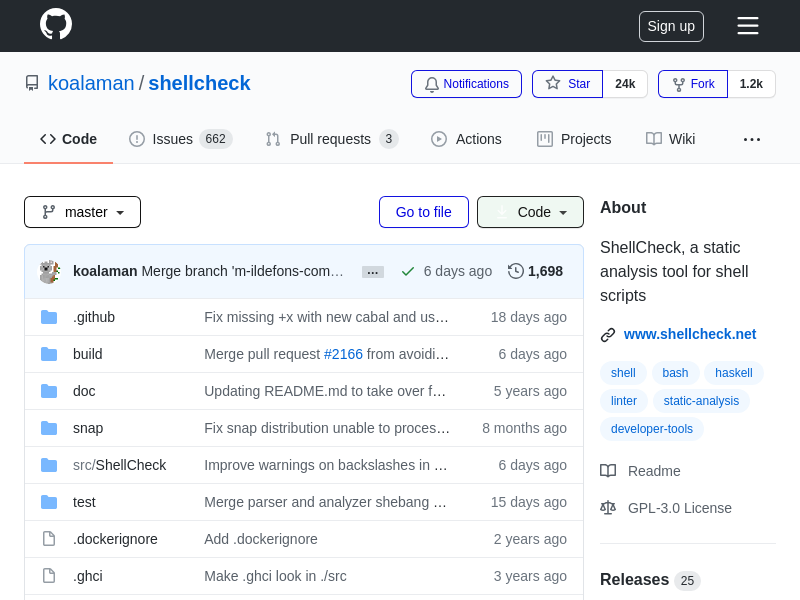 Sign up
koalaman / shellcheck
Notifications
Star 24k
Fork 1.2k
Code
Issues 662
Pull requests 3
Actions
Projects
Wiki
master
Go to file
Code
koalaman Merge branch 'm-ildefons-com… ... 6 days ago 1,698
.github Fix missing +x with new cabal and us… 18 days ago
build Merge pull request #2166 from avoidi… 6 days ago
doc Updating README.md to take over f… 5 years ago
snap Fix snap distribution unable to proces… 8 months ago
src/ShellCheck Improve warnings on backslashes in … 6 days ago
test Merge parser and analyzer shebang … 15 days ago
.dockerignore Add .dockerignore 2 years ago
.ghci Make .ghci look in ./src 3 years ago
About
ShellCheck, a static
analysis tool for shell
scripts
www.shellcheck.net
shell bash haskell
linter static-analysis
developer-tools
Readme
GPL-3.0 License
Releases 25